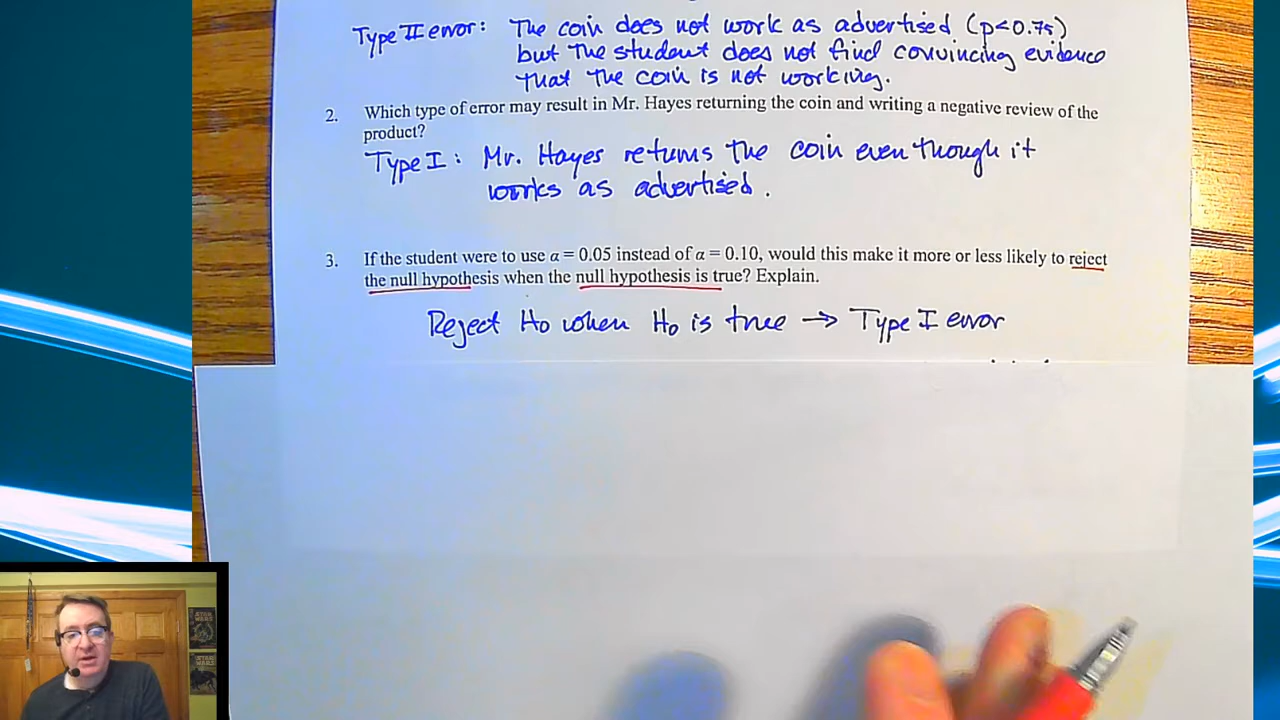 Type II error: The coin does not work as advertised (p<0.75)
but the student does not find convincing evidence
that the coin is not working.
2. Which type of error may result in Mr. Hayes returning the coin and writing a negative review of the
product?
Type I: Mr. Hayes returns the coin even though it
works as advertised.
3. If the student were to use α = 0.05 instead of α = 0.10, would this make it more or less likely to reject
the null hypothesis when the null hypothesis is true? Explain.
Reject Ho when Ho is true → Type I error
STAR
WARS
STAR
WARS